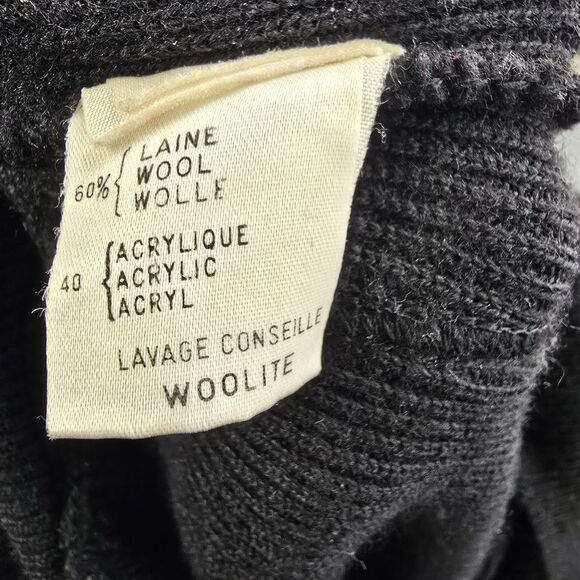 LAINE
60% WOOL
WOLLE
ACRYLIQUE
40 ACRYLIC
ACRYL
LAVAGE CONSEILLE
WOOLITE